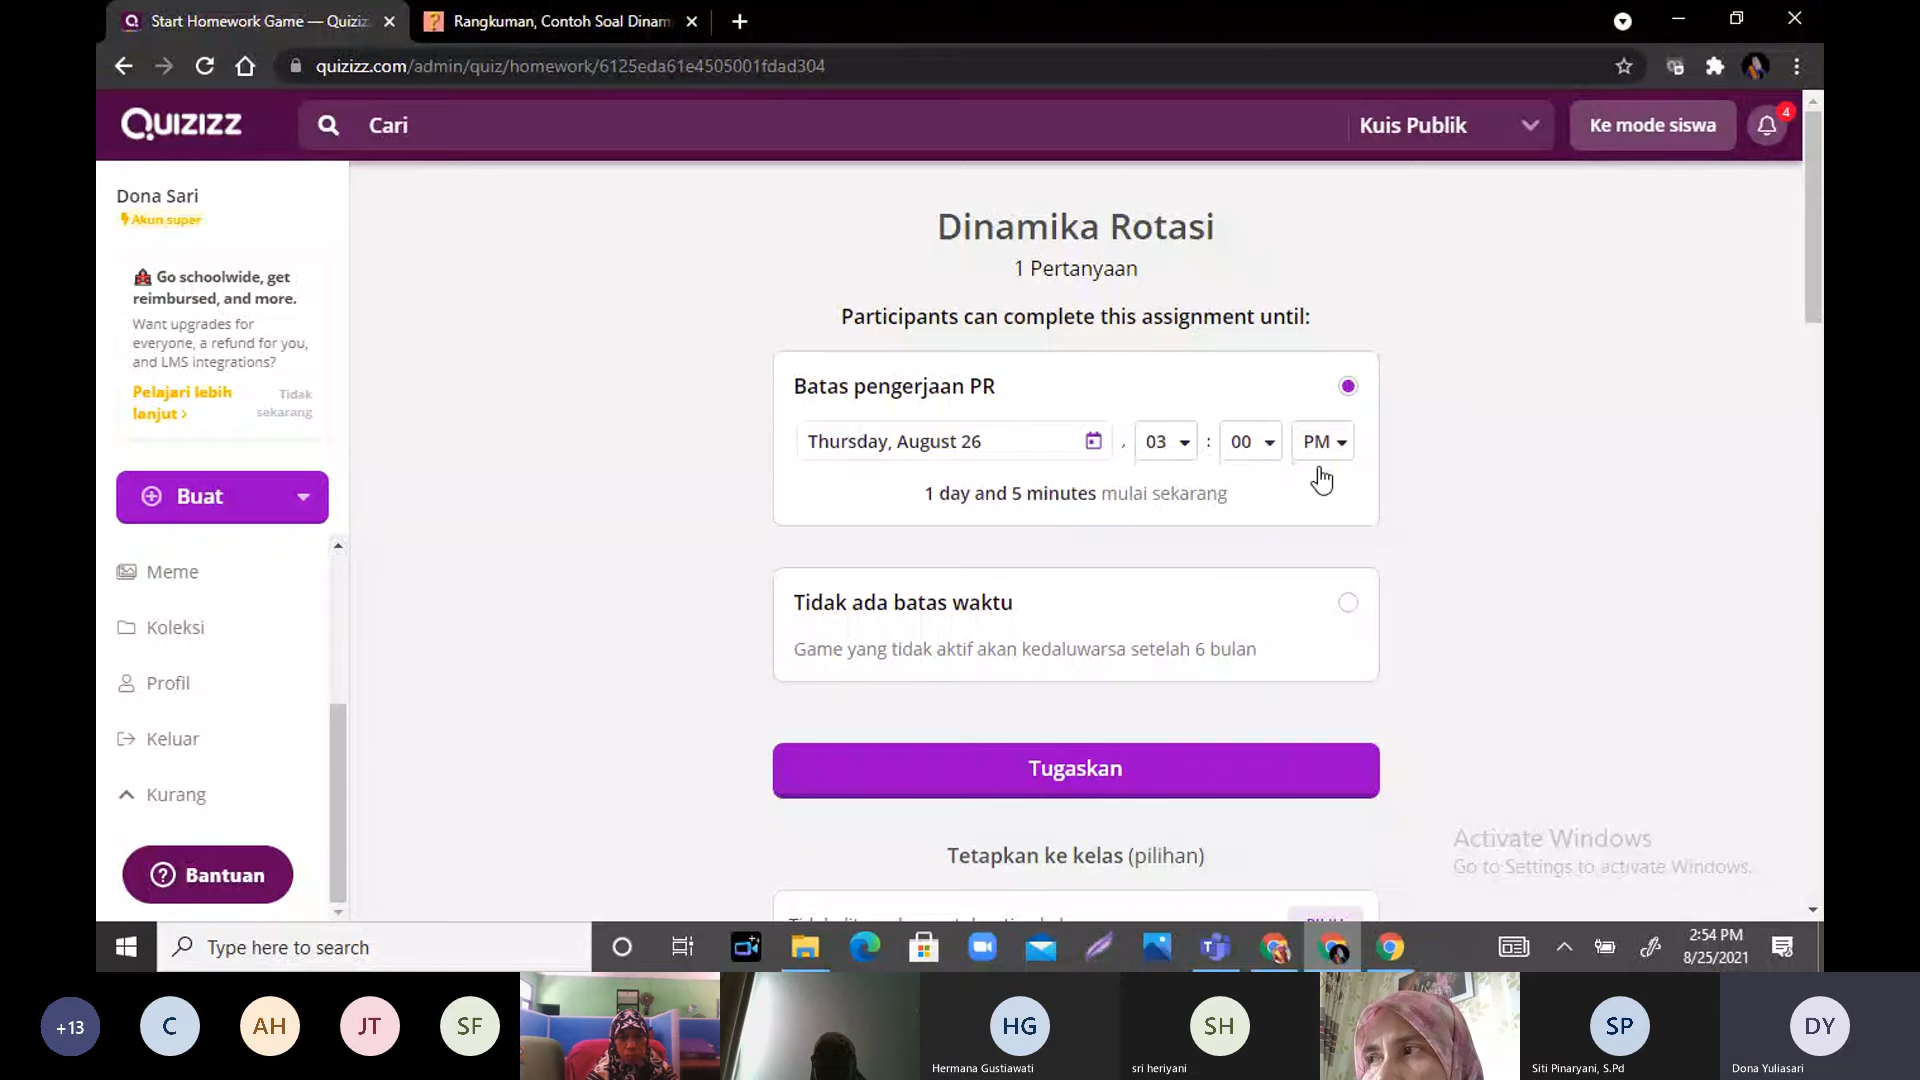 Start Homework Game — Quiziz
Rangkuman, Contoh Soal Dinam
quizizz.com/admin/quiz/homework/6125eda61e4505001fdad304
QUIZIZZ
Cari
Kuis Publik
Ke mode siswa
4
Dona Sari
Akun super
Go schoolwide, get
reimbursed, and more.
Want upgrades for
everyone, a refund for you,
and LMS integrations?
Pelajari lebih
lanjut ›
Tidak
sekarang
Buat
Meme
Koleksi
Profil
Keluar
Kurang
Bantuan
Dinamika Rotasi
1 Pertanyaan
Participants can complete this assignment until:
Batas pengerjaan PR
Thursday, August 26 , 03 : 00 PM
1 day and 5 minutes mulai sekarang
Tidak ada batas waktu
Game yang tidak aktif akan kedaluwarsa setelah 6 bulan
Tugaskan
Tetapkan ke kelas (pilihan)
Activate Windows
Go to Settings to activate Windows.
Type here to search
2:54 PM
8/25/2021
+13
C
AH
JT
SF
HG
Hermana Gustiawati
SH
sri heriyani
SP
Siti Pinaryani, S.Pd
DY
Dona Yuliasari